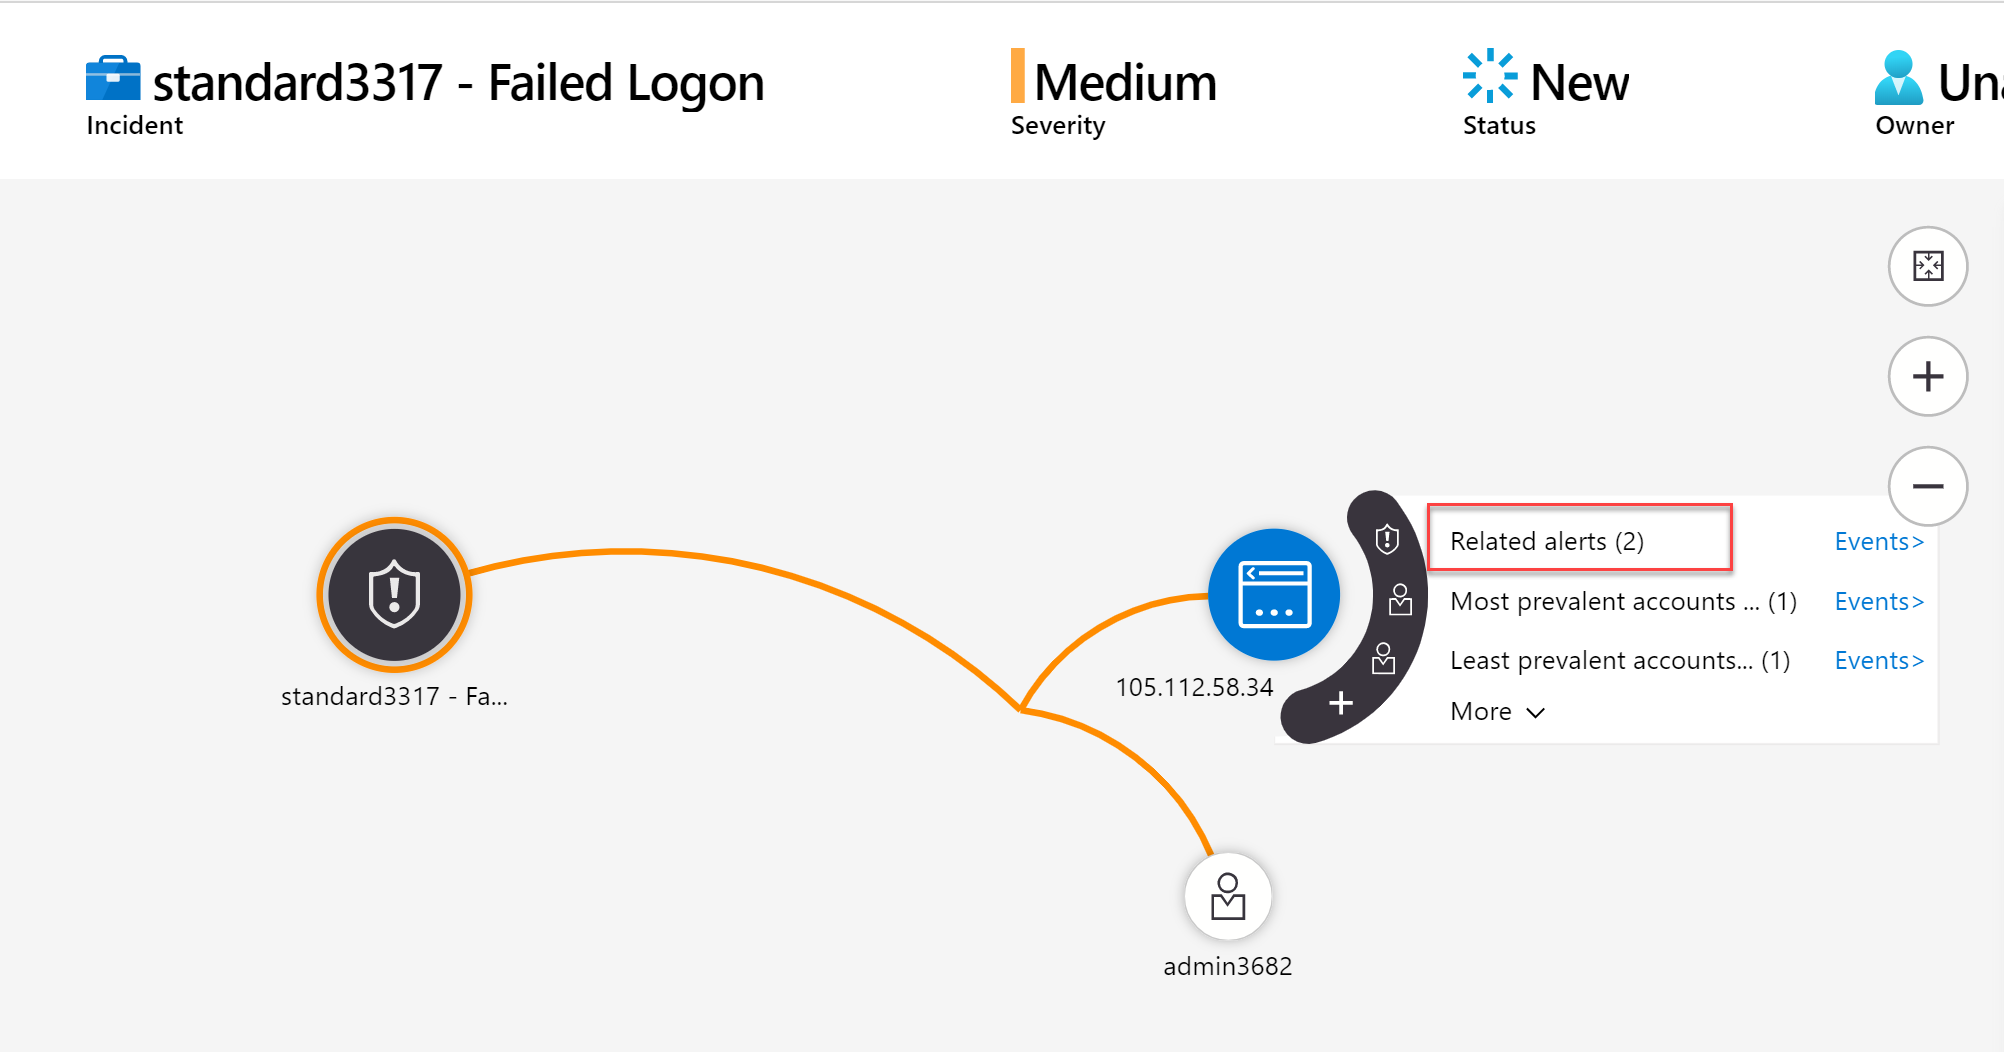 standard3317 - Failed Logon
Incident
Medium
Severity
New
Status
Owner
Related alerts (2) Events>
Most prevalent accounts ... (1) Events>
Least prevalent accounts... (1) Events>
More
standard3317 - Fa...
105.112.58.34
admin3682